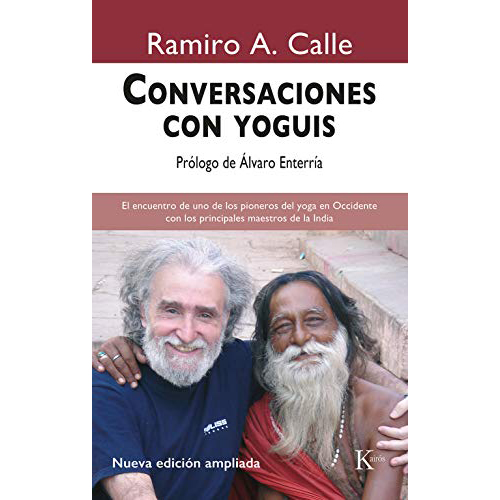 Ramiro A. Calle
CONVERSACIONES
CON YOGUIS
Prólogo de Álvaro Enterría
El encuentro de uno de los pioneros del yoga en Occidente
con los principales maestros de la India
Nueva edición ampliada
Kairós